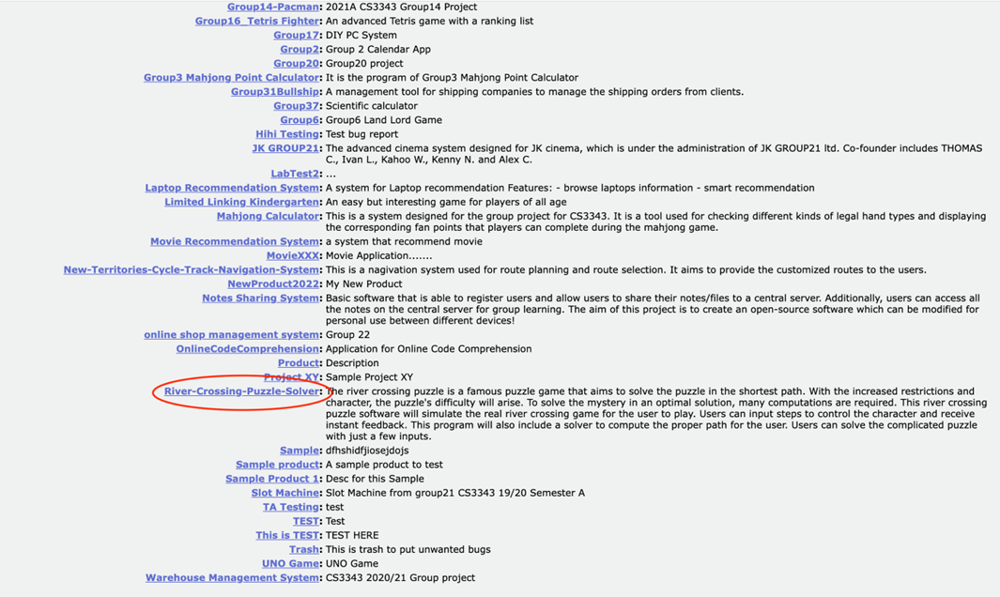 Group14-Pacman: 2021A CS3343 Group14 Project
Group16_Tetris Fighter: An advanced Tetris game with a ranking list
Group17: DIY PC System
Group2: Group 2 Calendar App
Group20: Group20 project
Group3 Mahjong Point Calculator: It is the program of Group3 Mahjong Point Calculator
Group31Bullship: A management tool for shipping companies to manage the shipping orders from clients.
Group37: Scientific calculator
Group6: Group6 Land Lord Game
Hihi Testing: Test bug report
JK GROUP21: The advanced cinema system designed for JK cinema, which is under the administration of JK GROUP21 ltd. Co-founder includes THOMAS
C., Ivan L., Kahoo W., Kenny N. and Alex C.
LabTest2: ...
Laptop Recommendation System: A system for Laptop recommendation Features: - browse laptops information - smart recommendation
Limited Linking Kindergarten: An easy but interesting game for players of all age
Mahjong Calculator: This is a system designed for the group project for CS3343. It is a tool used for checking different kinds of legal hand types and displaying
the corresponding fan points that players can complete during the mahjong game.
Movie Recommendation System: a system that recommend movie
MovieXXX: Movie Application.......
New-Territories-Cycle-Track-Navigation-System: This is a nagivation system used for route planning and route selection. It aims to provide the customized routes to the users.
NewProduct2022: My New Product
Notes Sharing System: Basic software that is able to register users and allow users to share their notes/files to a central server. Additionally, users can access all
the notes on the central server for group learning. The aim of this project is to create an open-source software which can be modified for
personal use between different devices!
online shop management system: Group 22
OnlineCodeComprehension: Application for Online Code Comprehension
Product: Description
Project XY: Sample Project XY
River-Crossing-Puzzle-Solver: The river crossing puzzle is a famous puzzle game that aims to solve the puzzle in the shortest path. With the increased restrictions and
character, the puzzle's difficulty will arise. To solve the mystery in an optimal solution, many computations are required. This river crossing
puzzle software will simulate the real river crossing game for the user to play. Users can input steps to control the character and receive
instant feedback. This program will also include a solver to compute the proper path for the user. Users can solve the complicated puzzle
with just a few inputs.
Sample: dfhshidfjiosejdojs
Sample product: A sample product to test
Sample Product 1: Desc for this Sample
Slot Machine: Slot Machine from group21 CS3343 19/20 Semester A
TA Testing: test
TEST: Test
This is TEST: TEST HERE
Trash: This is trash to put unwanted bugs
UNO Game: UNO Game
Warehouse Management System: CS3343 2020/21 Group project